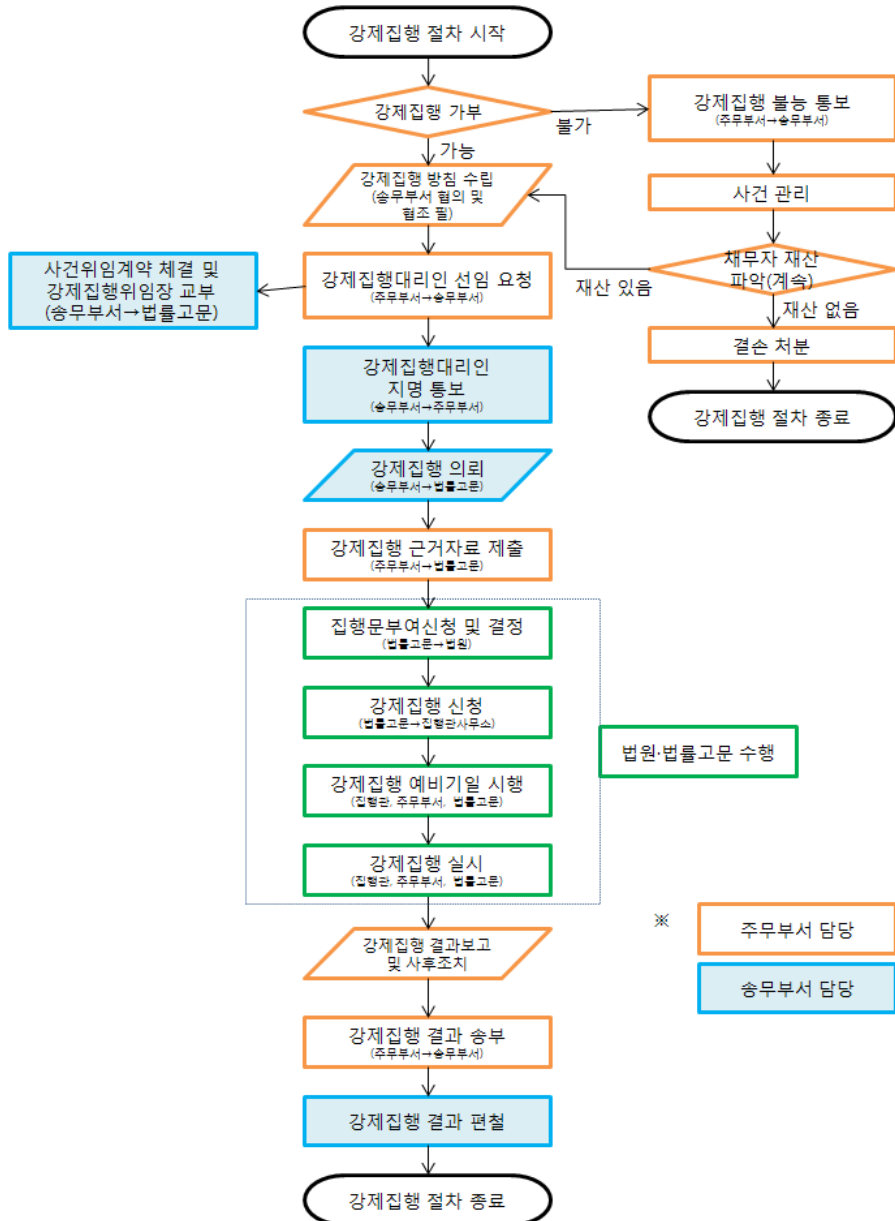 강제집행 절차 시작
강제집행 가부
불가
가능
강제집행 불능 통보
(주무부서→송무부서)
사건 관리
채무자 재산
파악(계속)
재산 있음
재산 없음
결손 처분
강제집행 절차 종료
강제집행 방침 수립
(송무부서 협의 및
협조 필)
강제집행대리인 선임 요청
(주무부서→송무부서)
사건위임계약 체결 및
강제집행위임장 교부
(송무부서→법률고문)
강제집행대리인
지명 통보
(송무부서→주무부서)
강제집행 의뢰
(송무부서→법률고문)
강제집행 근거자료 제출
(주무부서→법률고문)
집행문부여신청 및 결정
(법률고문→법원)
강제집행 신청
(법률고문→집행관사무소)
강제집행 예비기일 시행
(집행관, 주무부서, 법률고문)
강제집행 실시
(집행관, 주무부서, 법률고문)
법원·법률고문 수행
강제집행 결과보고
및 사후조치
강제집행 결과 송부
(주무부서→송무부서)
강제집행 결과 편철
강제집행 절차 종료
※
주무부서 담당
송무부서 담당